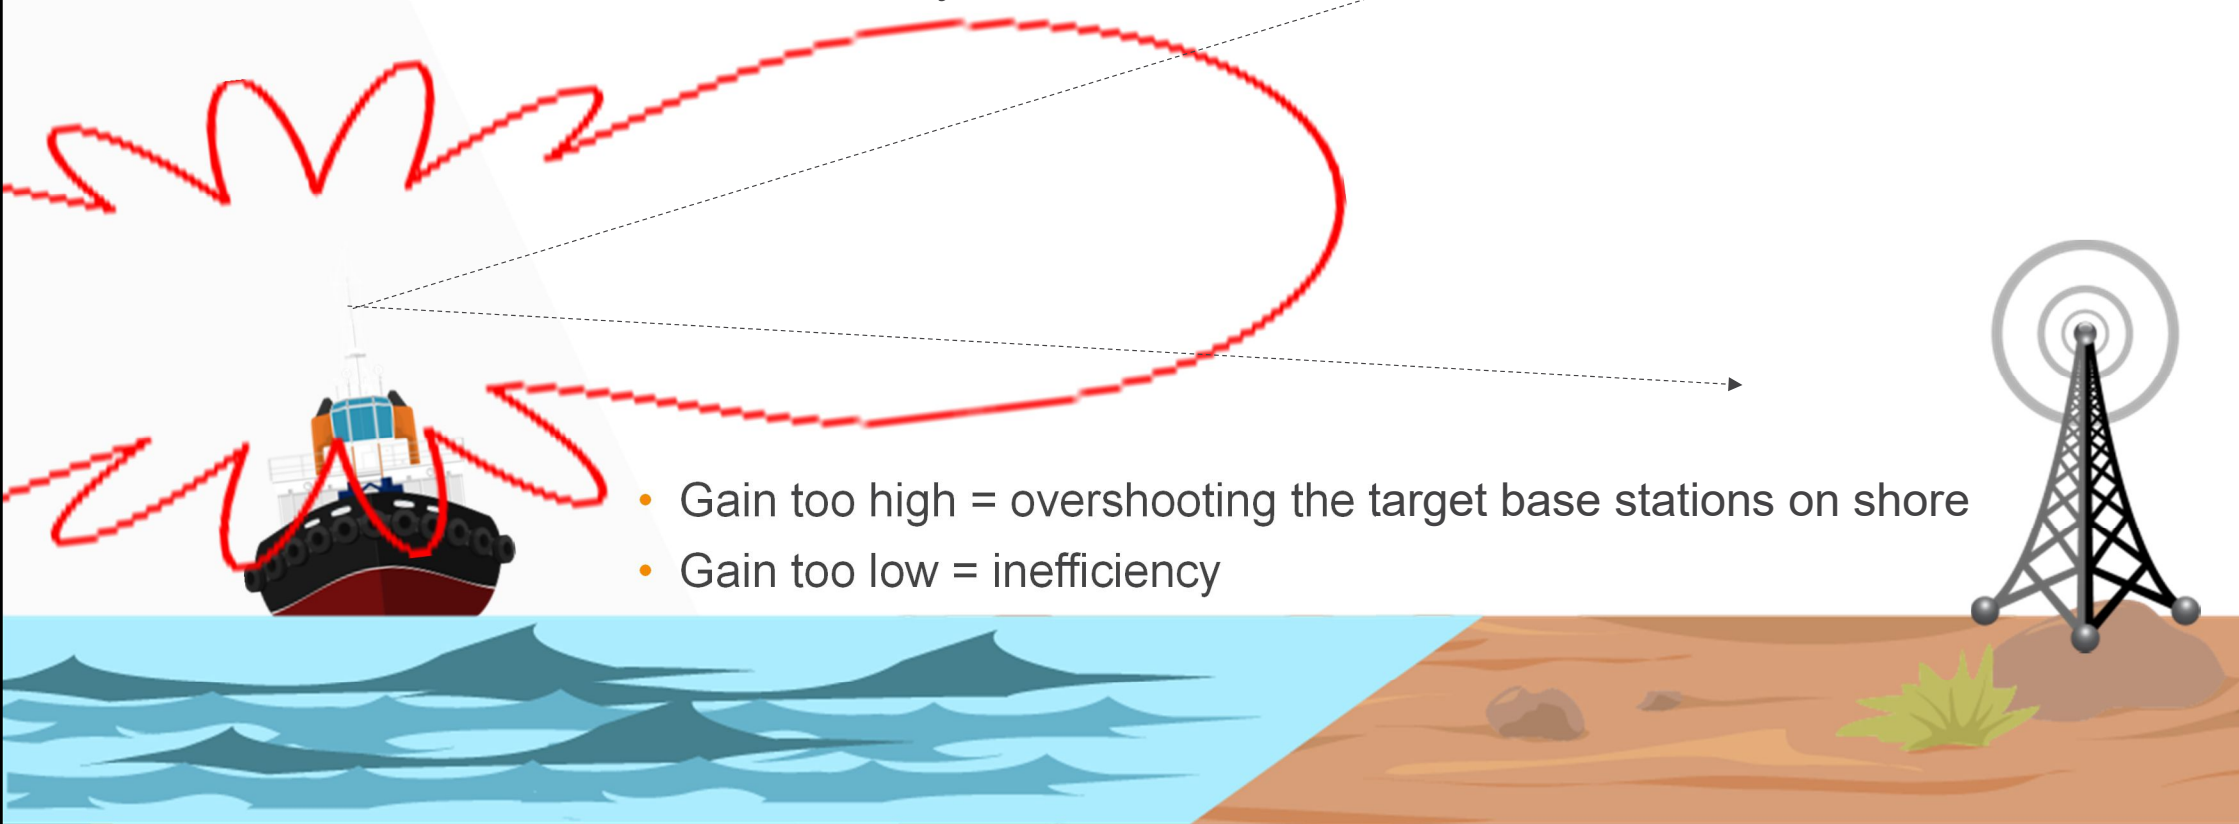 • Gain too high = overshooting the target base stations on shore
• Gain too low = inefficiency